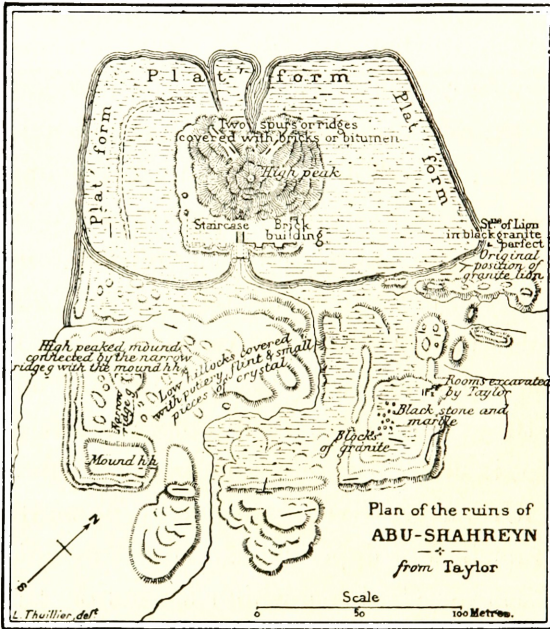 Plat'form
Plat'form
Plat'form
Two spurs or ridges
covered with bricks or bitumen
High peak
Staircase
Brick
building
Sne of Lion
in black granite
perfect
Original
position of
granite lion
High peaked mound
connected by the narrow
ridge g with the mound hh
Low hillocks covered
with pottery, flint & small
pieces of crystal
Narrow
ridge g
Rooms excavated
by Taylor
Black stone and
marble
Blocks
of granite
Mound hh
Plan of the ruins of
ABU-SHAHREYN
from Taylor
N
S
Scale
0 50 100 Metres.
L Thuillier, delt